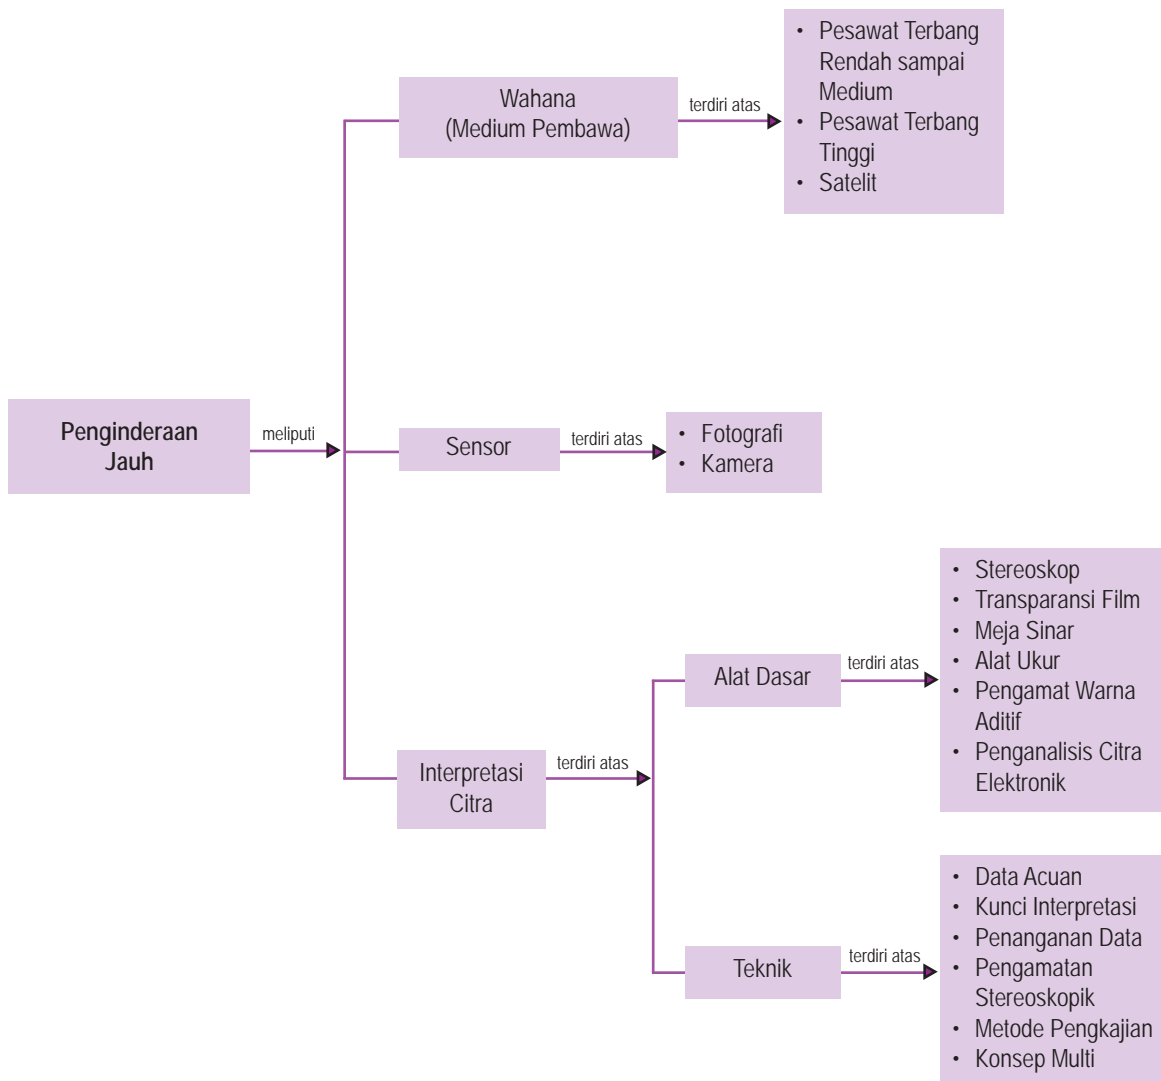 Penginderaan
Jauh
meliputi
Wahana
(Medium Pembawa)
terdiri atas
• Pesawat Terbang
Rendah sampai
Medium
• Pesawat Terbang
Tinggi
• Satelit
Sensor
terdiri atas
• Fotografi
• Kamera
Interpretasi
Citra
terdiri atas
Alat Dasar
terdiri atas
• Stereoskop
• Transparansi Film
• Meja Sinar
• Alat Ukur
• Pengamat Warna
Aditif
• Penganalisis Citra
Elektronik
Teknik
terdiri atas
• Data Acuan
• Kunci Interpretasi
• Penanganan Data
• Pengamatan
Stereoskopik
• Metode Pengkajian
• Konsep Multi